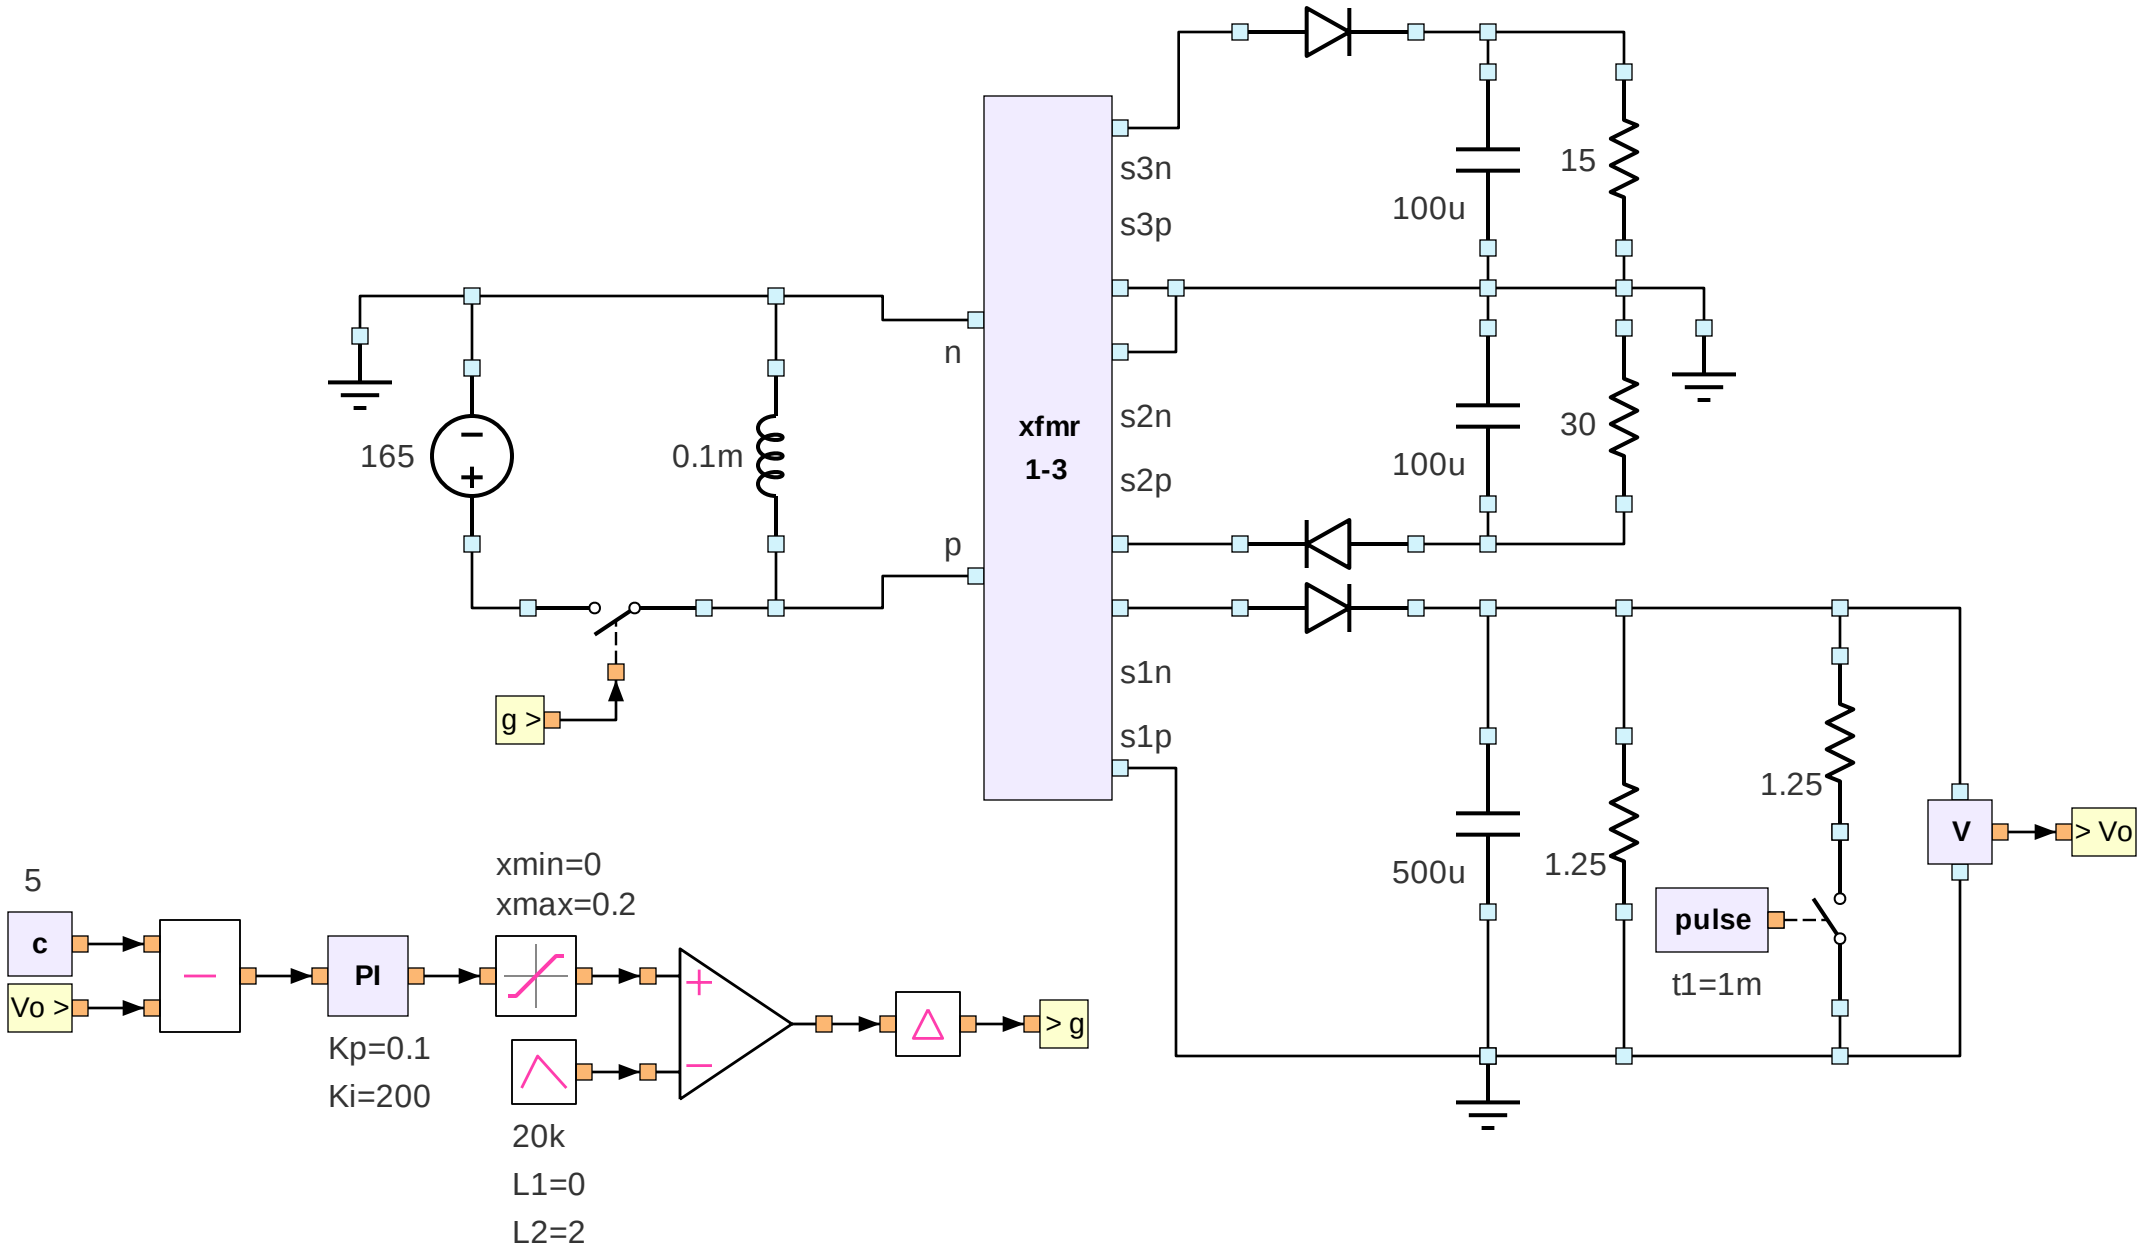 15
s3n
100u
s3p
n
165
0.1m
xfmr
1-3
s2n
30
100u
s2p
p
s1n
g >
s1p
1.25
V
> Vo
500u
1.25
5
xmin=0
xmax=0.2
pulse
t1=1m
c
Vo >
PI
> g
Kp=0.1
Ki=200
20k
L1=0
L2=2